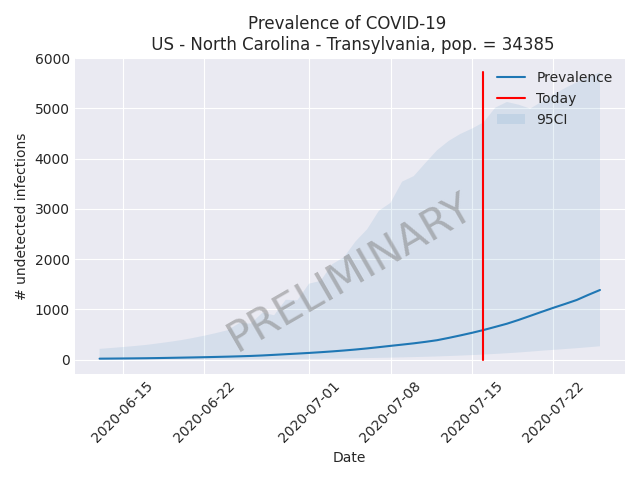 Prevalence of COVID-19
US - North Carolina - Transylvania, pop. = 34385
6000
5000
4000
3000
2000
1000
0
# undetected infections
Prevalence
Today
95CI
PRELIMINARY
2020-06-15
2020-06-22
2020-07-01
2020-07-08
2020-07-15
2020-07-22
Date